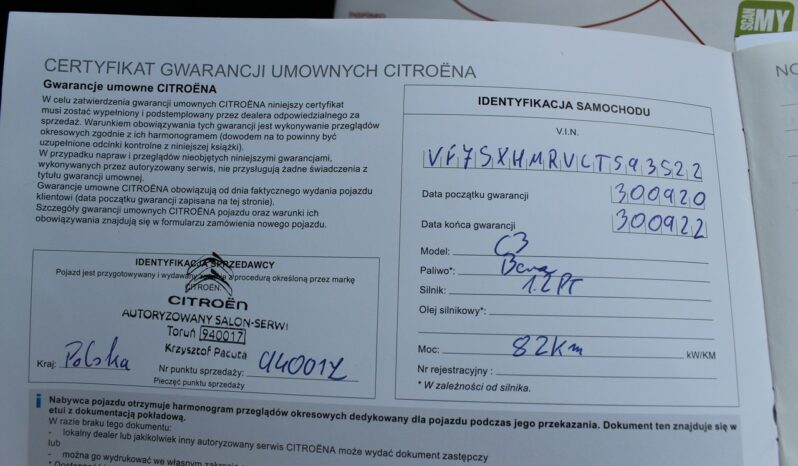 SCAN
MY
CERTYFIKAT GWARANCJI UMOWNYCH CITROËNA
Gwarancje umowne CITROËNA
W celu zatwierdzenia gwarancji umownych CITROËNA niniejszy certyfikat
musi zostać wypełniony i podstemplowany przez dealera odpowiedzialnego za
sprzedaż. Warunkiem obowiązywania tych gwarancji jest wykonywanie przeglądów
okresowych zgodnie z ich harmonogramem (dowodem na to powinny być
uzupełnione odcinki kontrolne z niniejszej książki).
W przypadku napraw i przeglądów nieobjętych niniejszymi gwarancjami,
wykonywanych przez autoryzowany serwis, nie przysługują żadne świadczenia z
tytułu gwarancji umownej.
Gwarancje umowne CITROËNA obowiązują od dnia faktycznego wydania pojazdu
klientowi (data początku gwarancji zapisana na tej stronie).
Szczegóły gwarancji umownych CITROËNA pojazdu oraz warunki ich
obowiązywania znajdują się w formularzu zamówienia nowego pojazdu.
IDENTYFIKACJA SPRZEDAWCY
Pojazd jest przygotowywany i wydawany zgodnie z procedurą określoną przez markę
CITROËN.
CITROËN
AUTORYZOWANY SALON-SERWI
Toruń 940017
Krzysztof Pacuta
Kraj: Polska Nr punktu sprzedaży: 940017
Pieczęć punktu sprzedaży
IDENTYFIKACJA SAMOCHODU
V.I.N.
VF7SXHMRVCTS93522
Data początku gwarancji 300920
Data końca gwarancji 300922
Model: C3
Paliwo*:
Silnik: 1.2 PT
Olej silnikowy*:
Moc: 82Km kW/KM
Nr rejestracyjny :
* W zależności od silnika.
i
Nabywca pojazdu otrzymuje harmonogram przeglądów okresowych dedykowany dla pojazdu podczas jego przekazania. Dokument ten znajduje się w
etui z dokumentacją pokładową.
W razie braku tego dokumentu:
- lokalny dealer lub jakikolwiek inny autoryzowany serwis CITROËNA może wydać dokument zastępczy
lub
- można go wydrukować we własnym
NO